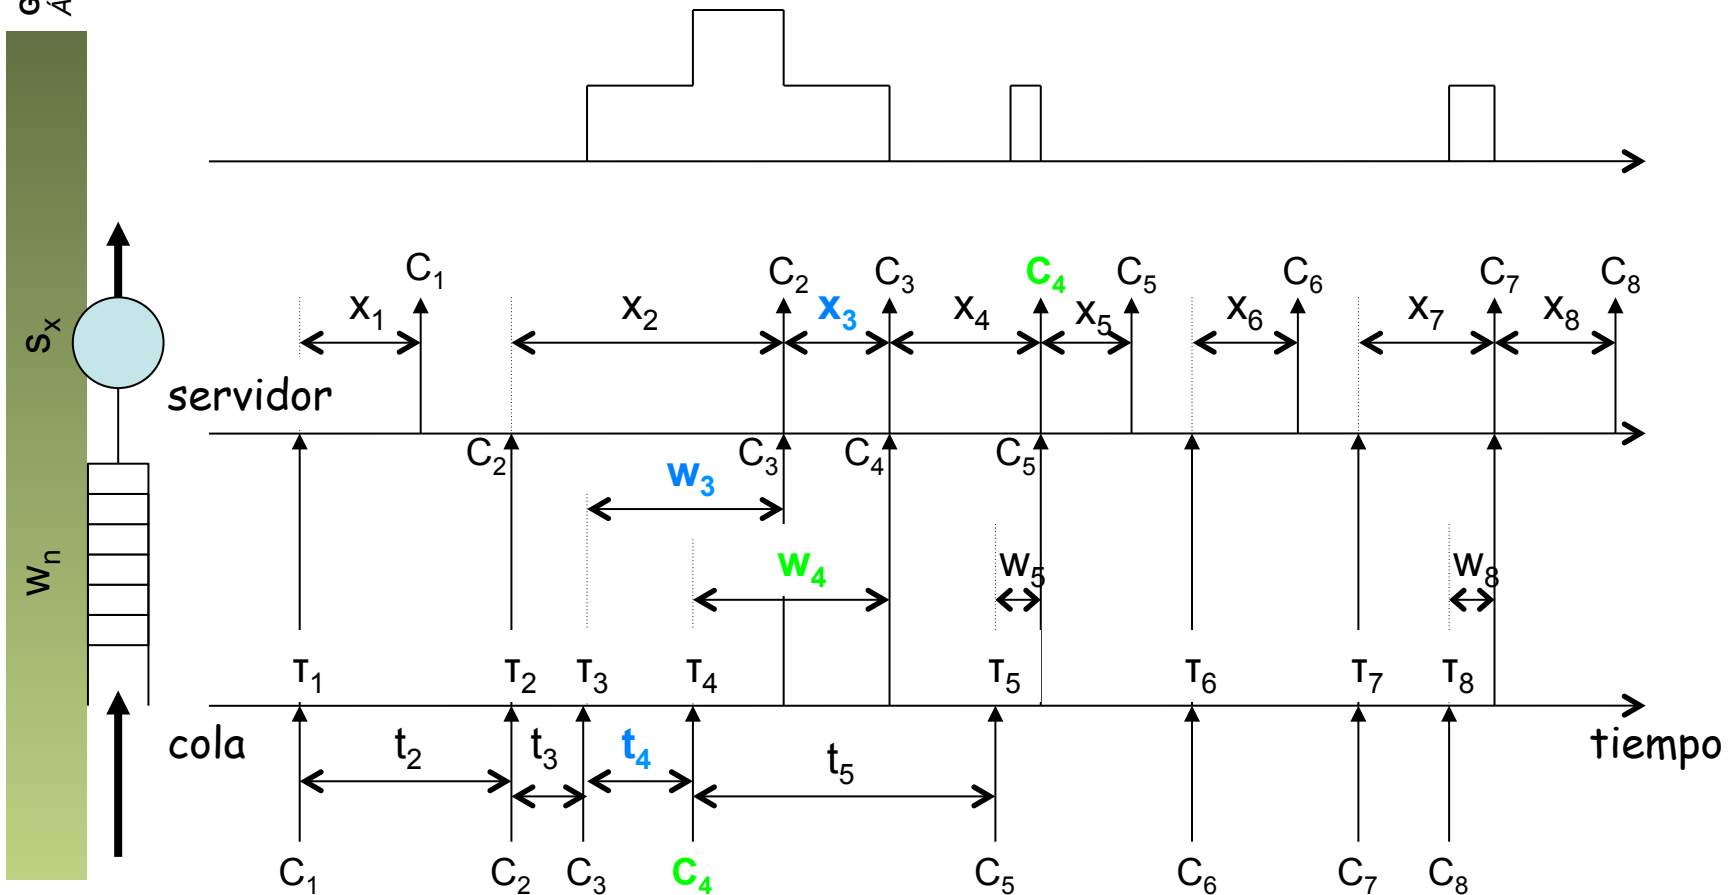 G
Á
C₁ C₂ C₃ C₄ C₅ C₆ C₇ C₈
x₁ x₂ x₃ x₄ x₅ x₆ x₇ x₈
Sₓ
servidor
C₂ C₃ C₄ C₅
w₃
wₙ
w₄ w₅ w₈
τ₁ τ₂ τ₃ τ₄ τ₅ τ₆ τ₇ τ₈
cola t₂ t₃ t₄ t₅ tiempo
C₁ C₂ C₃ C₄ C₅ C₆ C₇ C₈